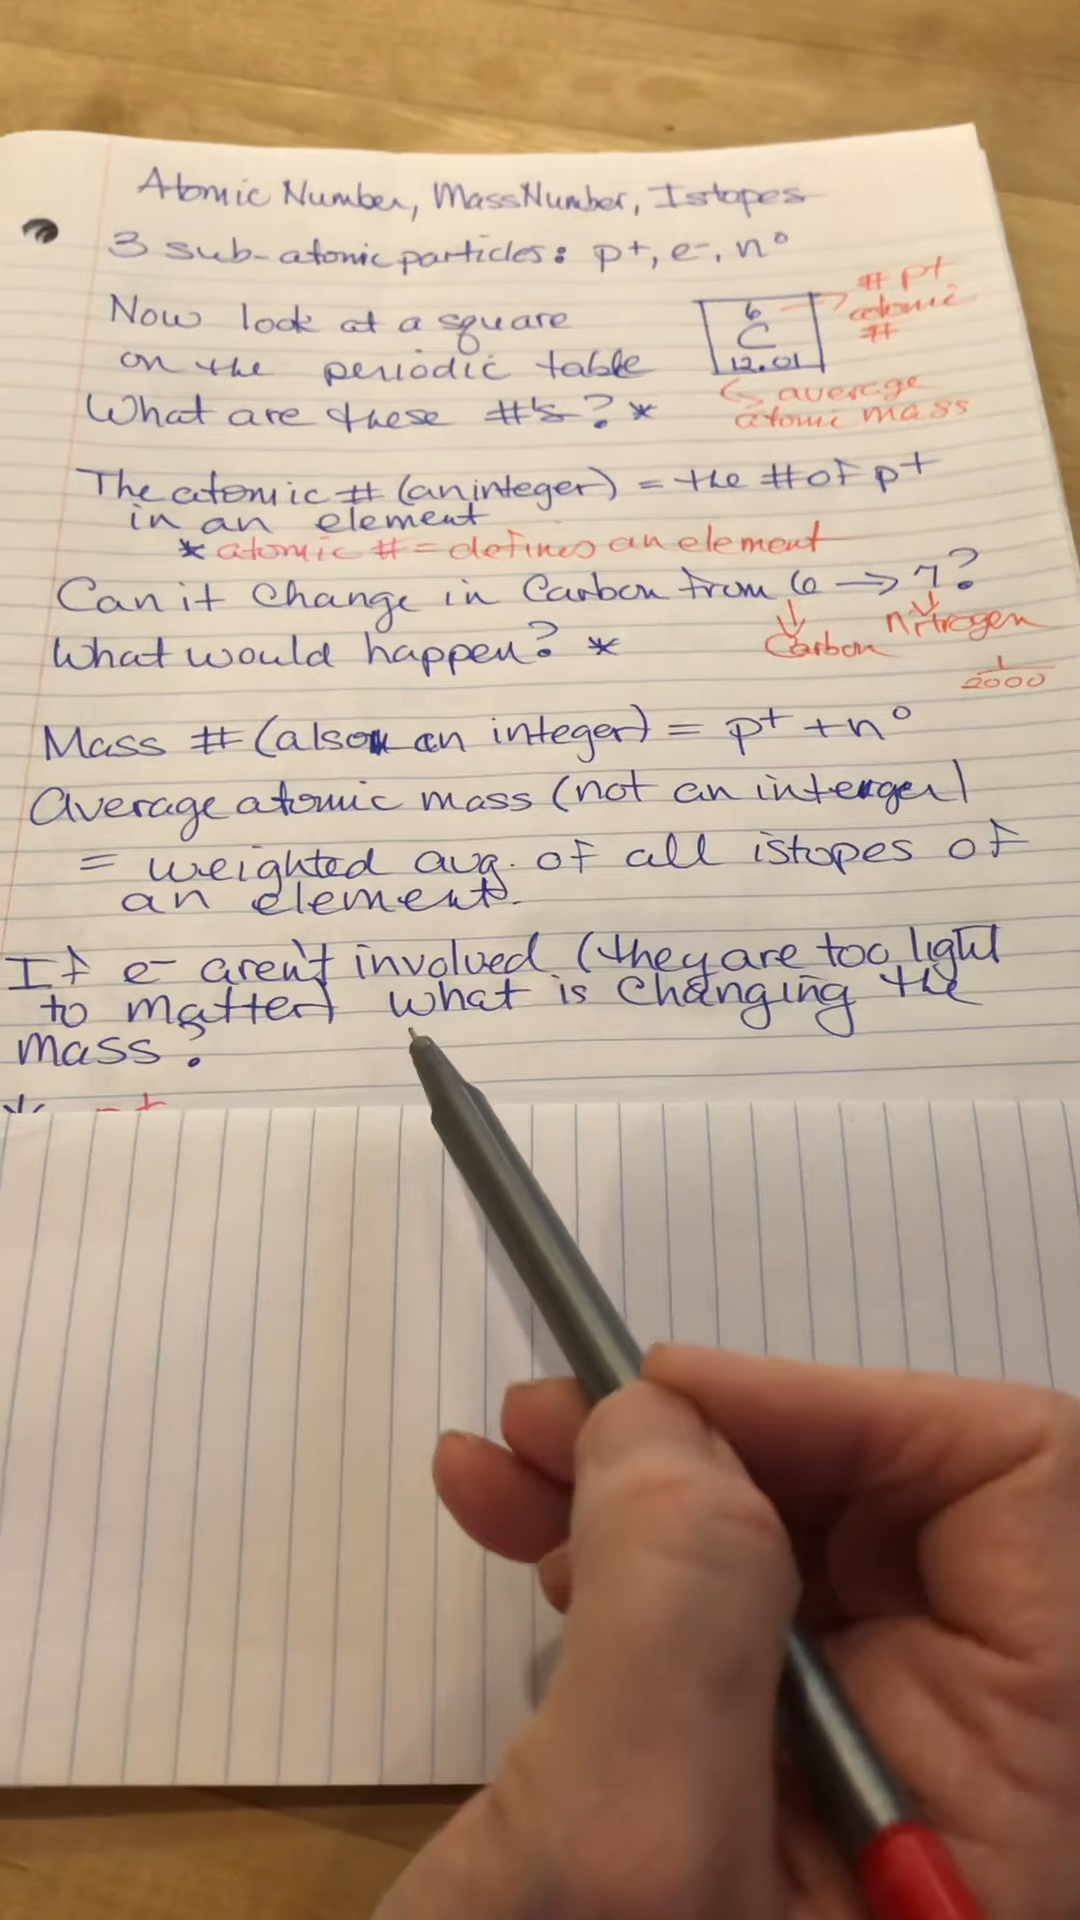 Atomic Number, Mass Number, Istopes
3 sub-atomic particles: p+, e-, n°
Now look at a square
on the periodic table
What are these #'s? *
6
C
12.01
# p+
atomic
#
average
atomic mass
The atomic # (an integer) = the # of p+
in an element
* atomic # = defines an element
Can it change in Carbon from 6 → 7?
What would happen? *
Carbon
nitrogen
1/2000
Mass # (also an integer) = p+ + n°
Average atomic mass (not an interger)
= weighted avg. of all istopes of
an element.
If e- aren't involved (they are too light
to matter) what is changing the
mass?